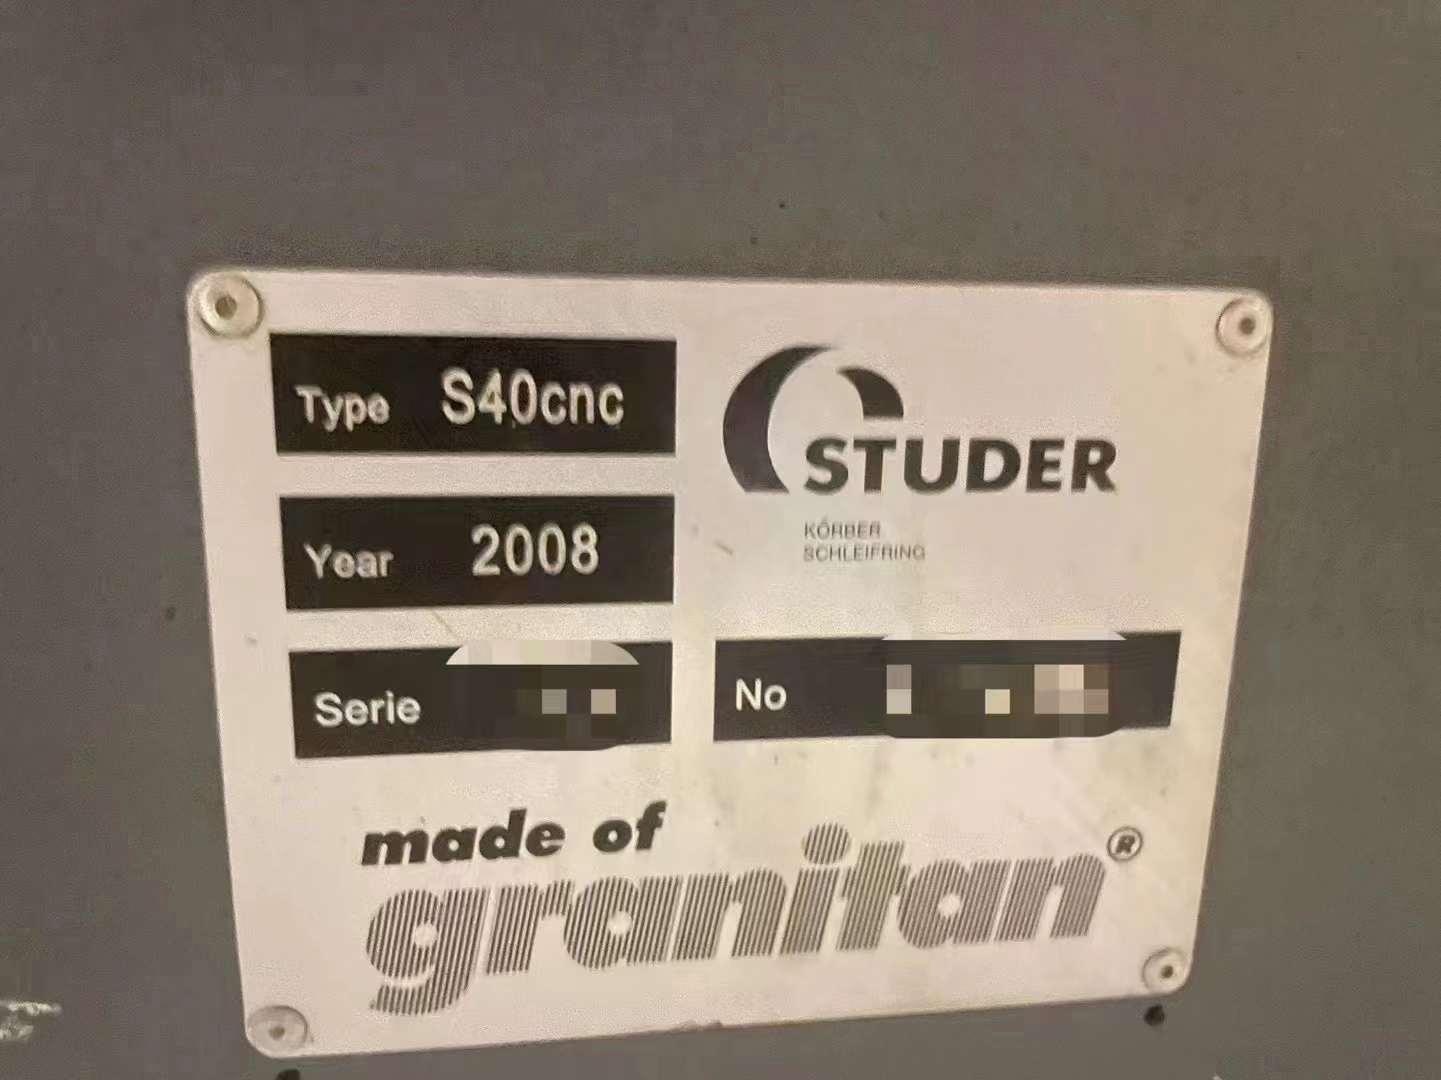 Type S40cnc
STUDER
KÖRBER
SCHLEIFRING
Year 2008
Serie
No
made of
granitan®